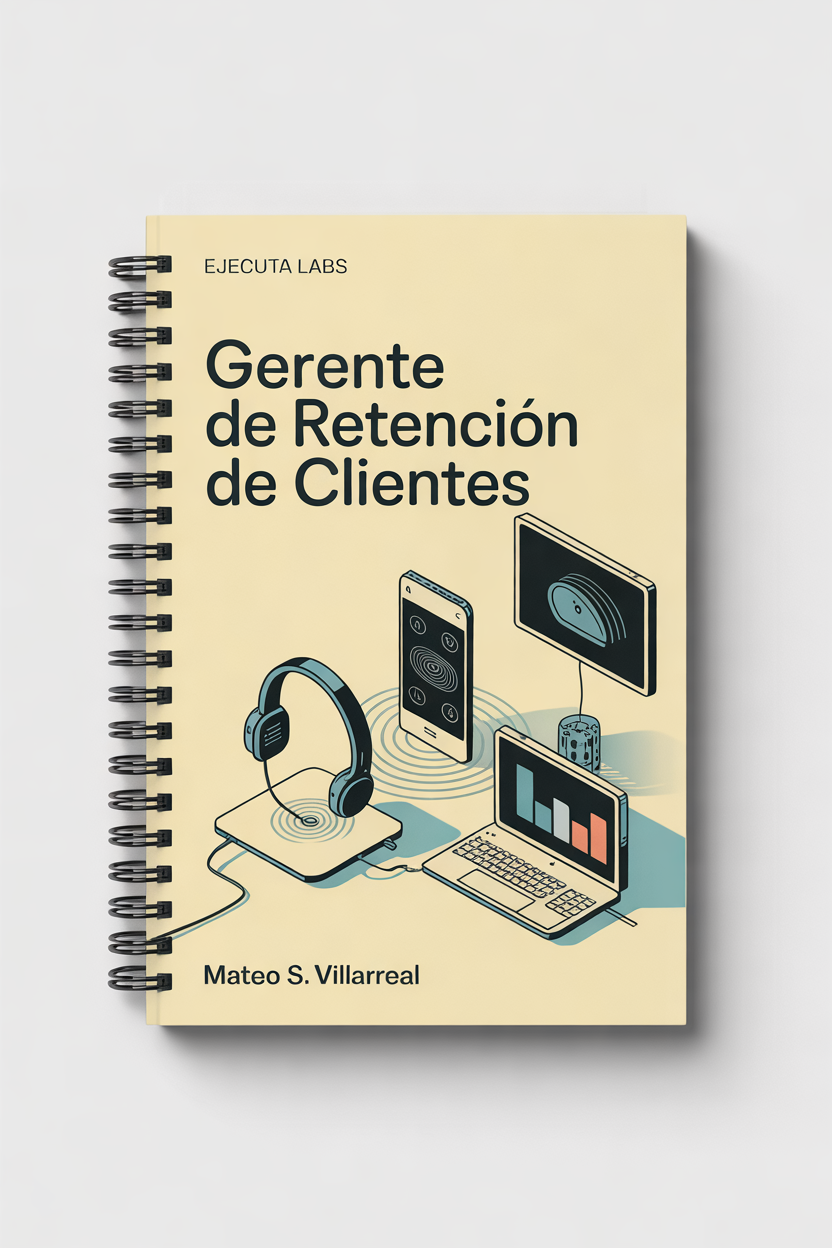 EJECUTA LABS
Gerente
de Retención
de Clientes
Mateo S. Villarreal